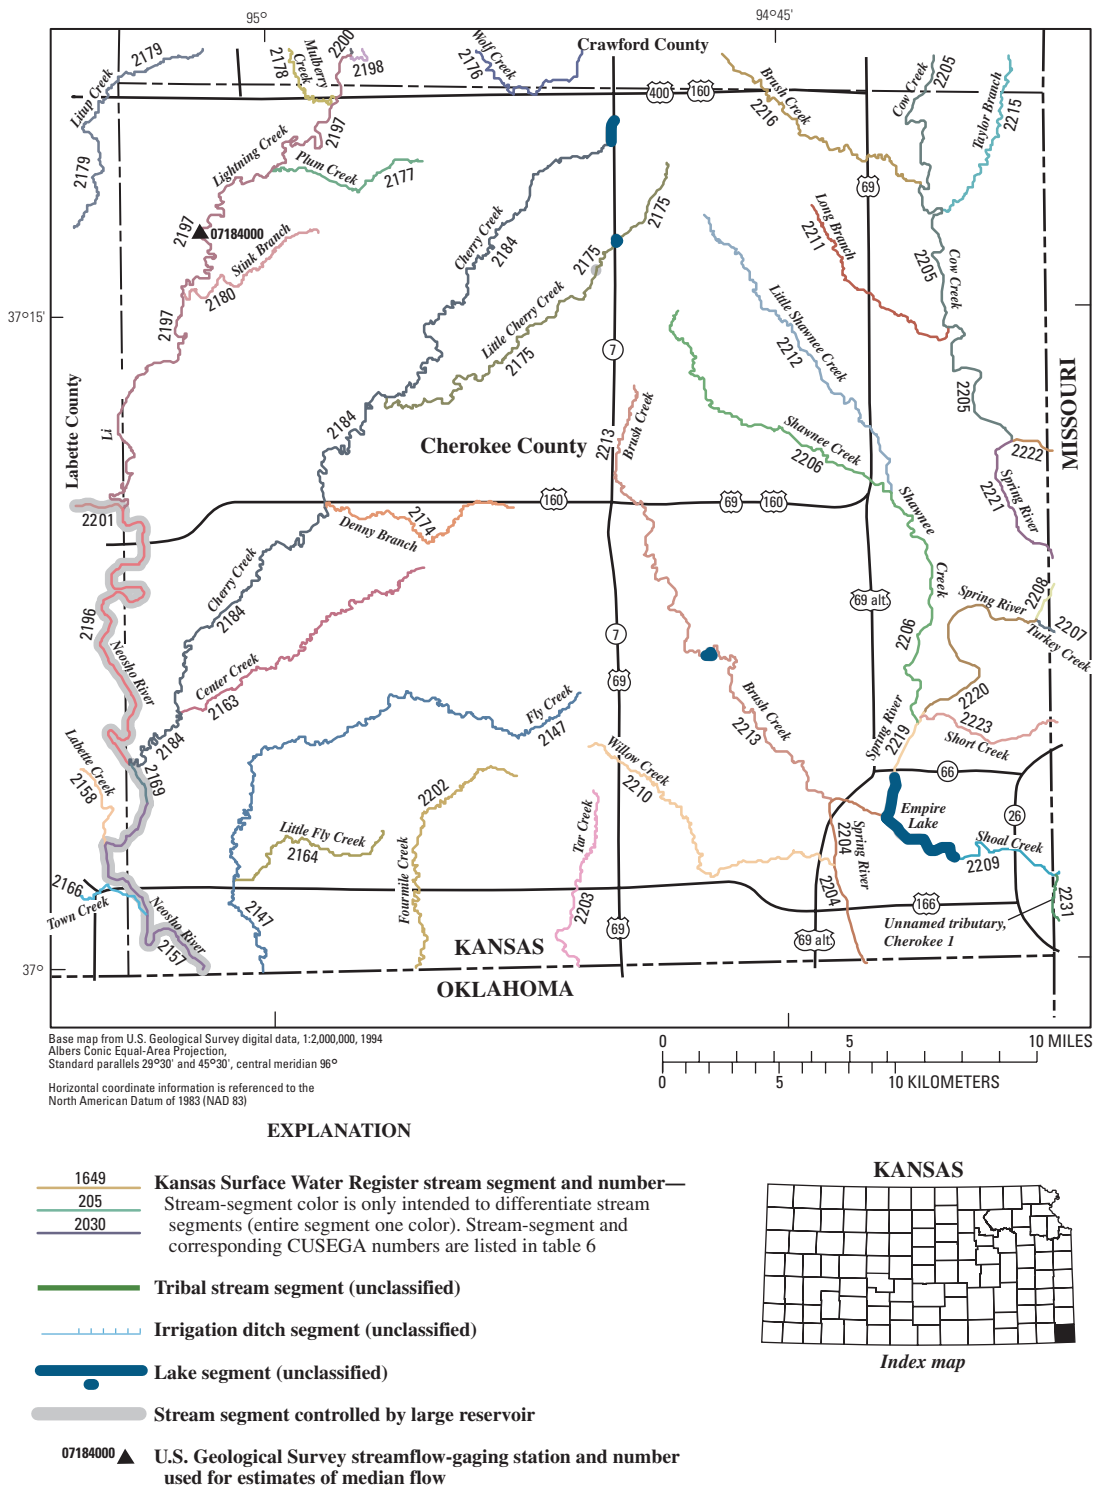 95°
94°45'
Crawford County
2179
Litup Creek
2179
2178
Mulberry
Creek
2200
2198
2197
Wolf Creek
2176
400
160
Brush Creek
2216
Cow Creek
2205
Taylor Branch
2215
Lightning Creek
Plum Creek
2177
2197
07184000
Stink Branch
2180
2197
Cherry Creek
2184
2175
2175
69
Long Branch
2211
2205
Cow Creek
37°15'
Little Cherry Creek
2175
7
Little Shawnee Creek
2212
2205
MISSOURI
Labette County
Li
2184
Cherokee County
2213
Brush Creek
Shawnee Creek
2206
2222
2221
Spring River
2201
160
69
160
Denny Branch
2174
Shawnee
Creek
2196
Neosho River
Cherry Creek
2184
7
69
69 alt.
2206
Spring River
2208
2207
Turkey Creek
Center Creek
2163
2220
2184
Fly Creek
2147
Brush Creek
2213
Spring River
2219
2223
Short Creek
Labette Creek
2158
2169
2202
Willow Creek
2210
66
Empire
Lake
26
Little Fly Creek
2164
Fourmile Creek
Tar Creek
2203
2204
Spring River
2204
Shoal Creek
2209
2231
2166
Town Creek
2147
Neosho River
2157
69
166
69 alt.
Unnamed tributary,
Cherokee 1
37°
KANSAS
OKLAHOMA
Base map from U.S. Geological Survey digital data, 1:2,000,000, 1994
Albers Conic Equal-Area Projection,
Standard parallels 29°30' and 45°30', central meridian 96°
Horizontal coordinate information is referenced to the
North American Datum of 1983 (NAD 83)
0 5 10 MILES
0 5 10 KILOMETERS
EXPLANATION
1649
205
2030
Kansas Surface Water Register stream segment and number—
Stream-segment color is only intended to differentiate stream
segments (entire segment one color). Stream-segment and
corresponding CUSEGA numbers are listed in table 6
Tribal stream segment (unclassified)
Irrigation ditch segment (unclassified)
Lake segment (unclassified)
Stream segment controlled by large reservoir
07184000
U.S. Geological Survey streamflow-gaging station and number
used for estimates of median flow
KANSAS
Index map